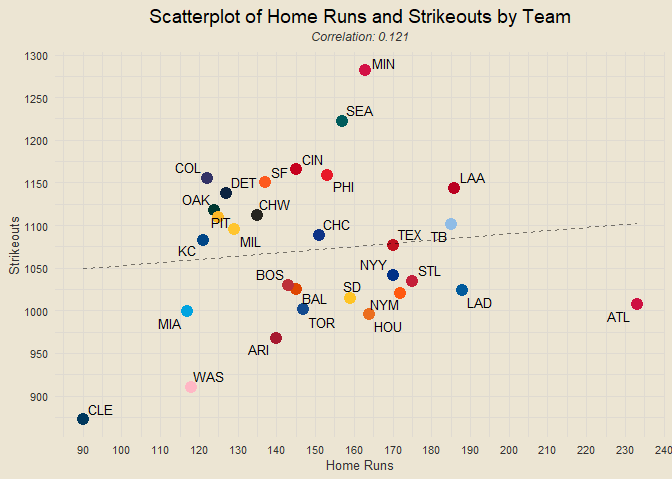 Scatterplot of Home Runs and Strikeouts by Team
Correlation: 0.121
Strikeouts
1300
1250
1200
1150
1100
1050
1000
950
900
MIN
SEA
CIN
COL
SF
PHI
LAA
DET
OAK
CHW
PIT
CHC
TEX
TB
MIL
KC
NYY
STL
BOS
SD
BAL
NYM
LAD
ATL
MIA
TOR
HOU
ARI
WAS
CLE
90 100 110 120 130 140 150 160 170 180 190 200 210 220 230 240
Home Runs